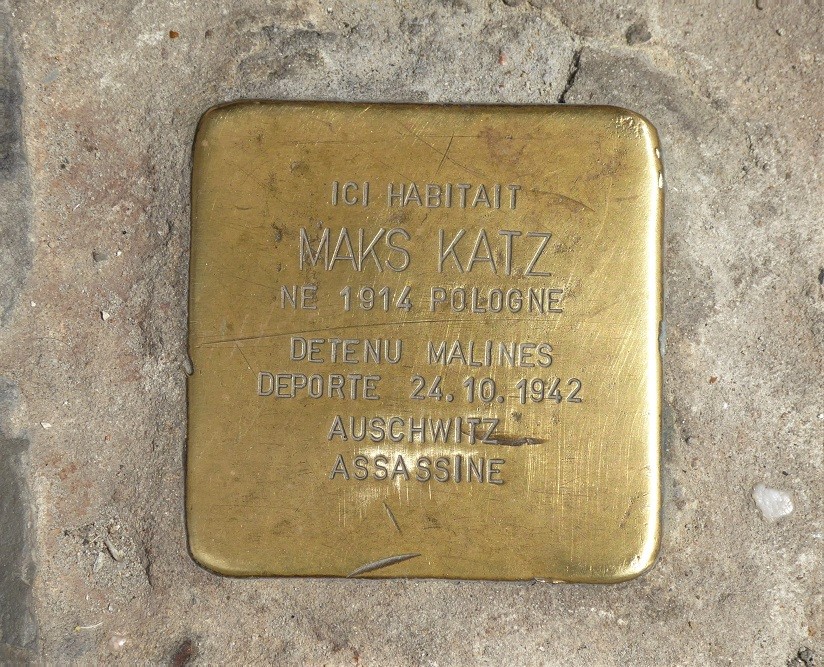 ICI HABITAIT
MAKS KATZ
NE 1914 POLOGNE
DETENU MALINES
DEPORTE 24.10.1942
AUSCHWITZ
ASSASSINE